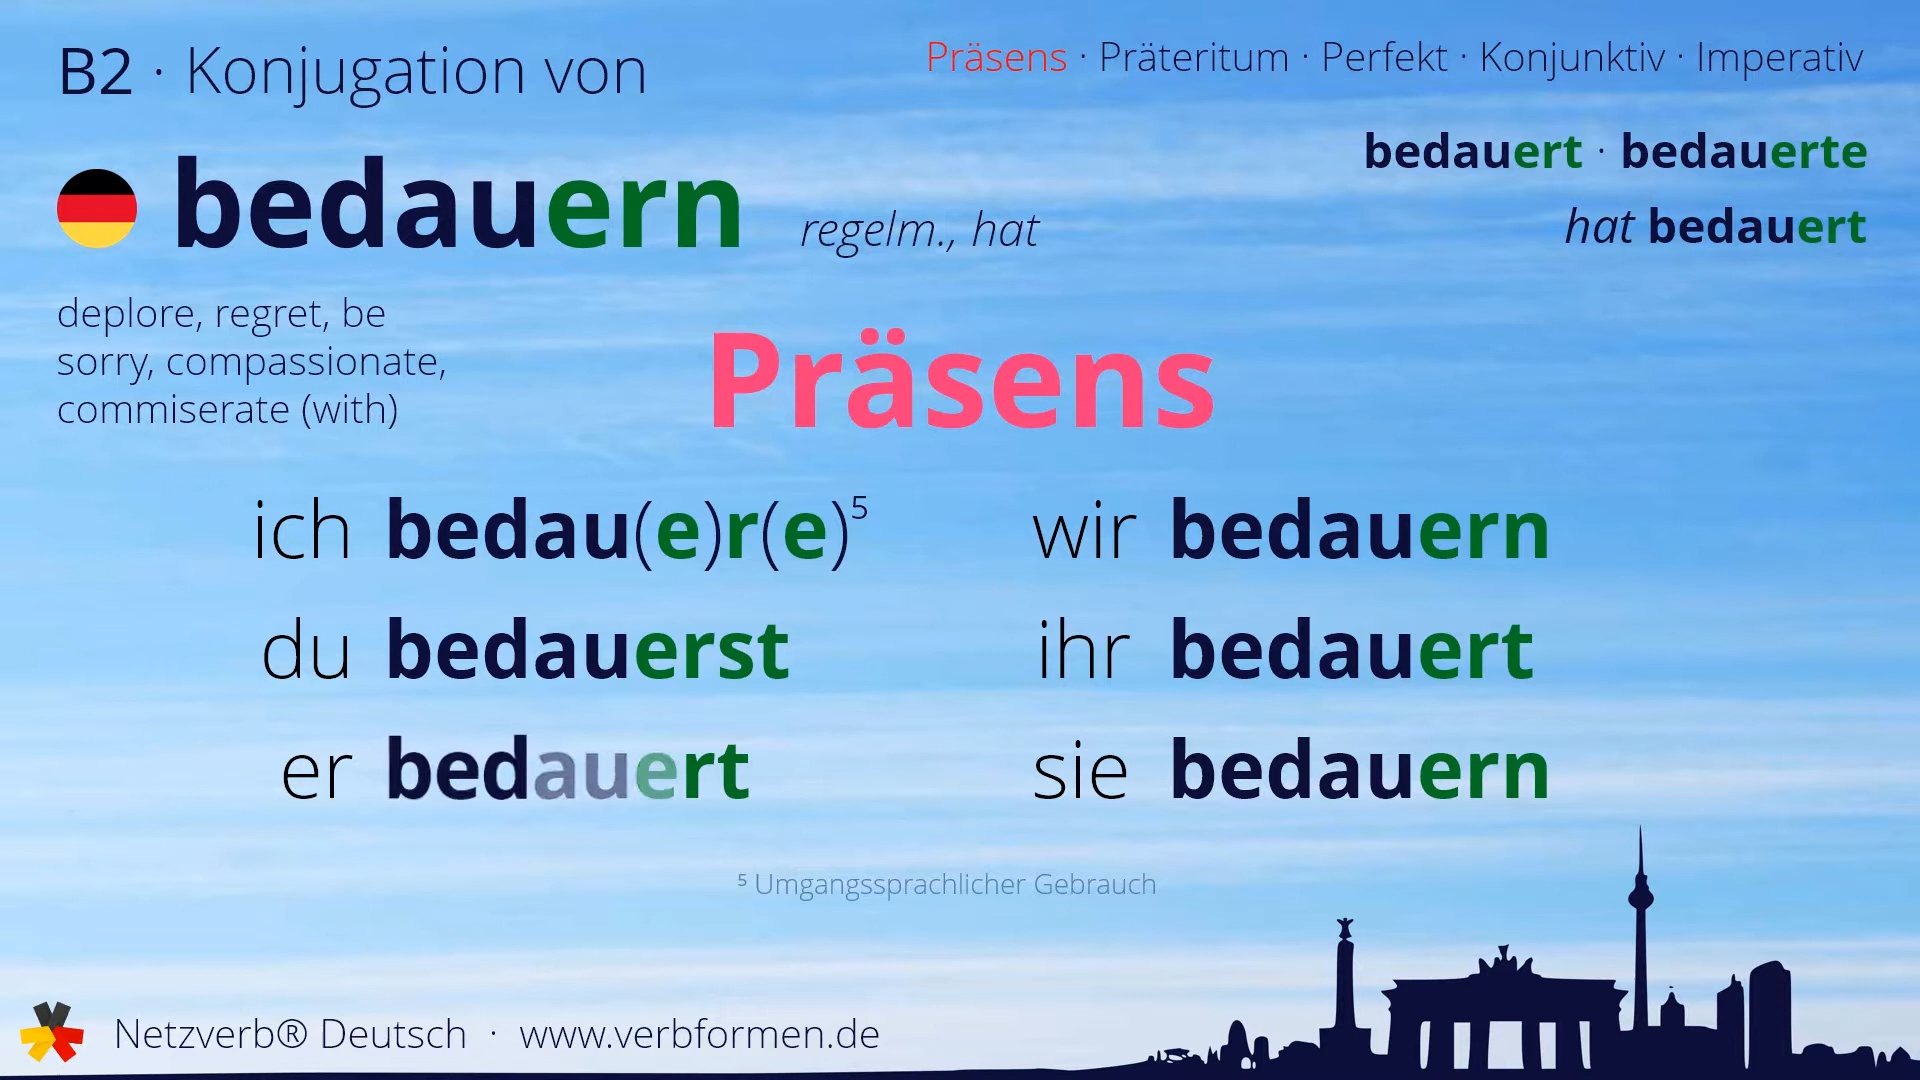 B2 · Konjugation von
Präsens · Präteritum · Perfekt · Konjunktiv · Imperativ
bedauern regelm., hat
bedauert · bedauerte
hat bedauert
deplore, regret, be
sorry, compassionate,
commiserate (with)
Präsens
ich bedau(e)r(e)⁵
du bedauerst
er bedauert
wir bedauern
ihr bedauert
sie bedauern
⁵ Umgangssprachlicher Gebrauch
Netzverb® Deutsch · www.verbformen.de